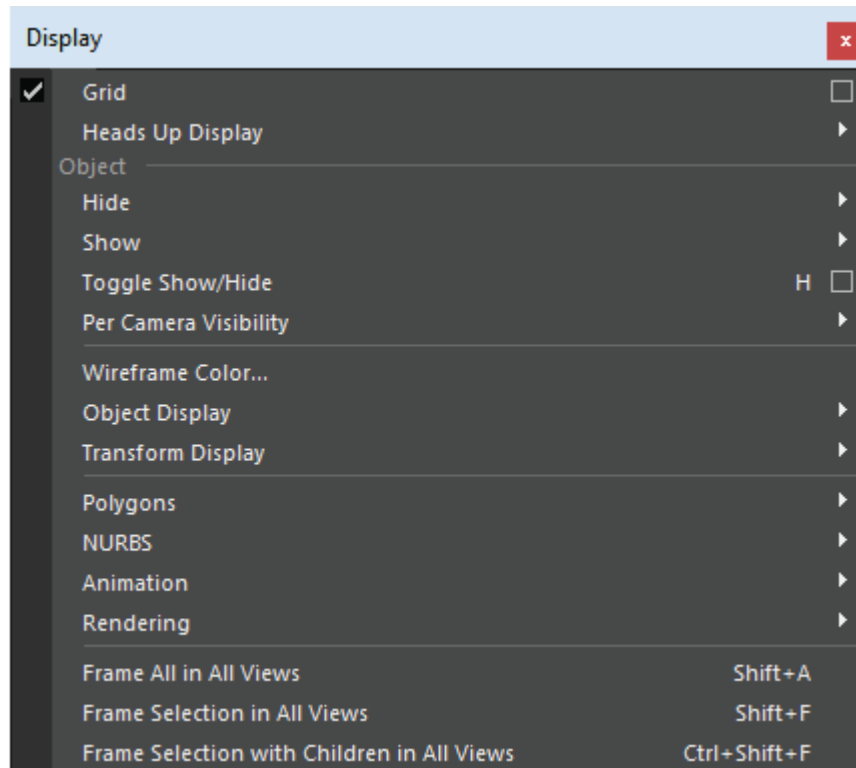 Display
x
Grid
Heads Up Display
Object
Hide
Show
Toggle Show/Hide H
Per Camera Visibility
Wireframe Color...
Object Display
Transform Display
Polygons
NURBS
Animation
Rendering
Frame All in All Views Shift+A
Frame Selection in All Views Shift+F
Frame Selection with Children in All Views Ctrl+Shift+F